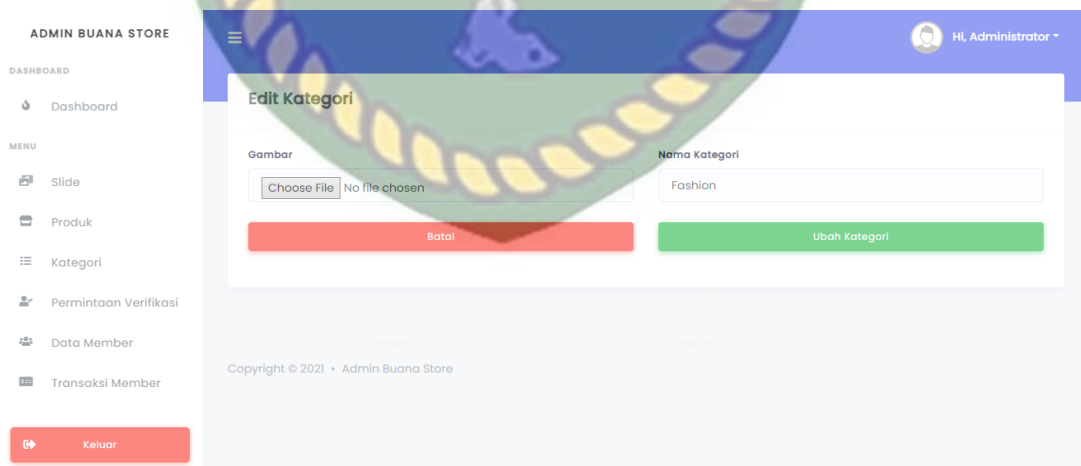 ADMIN BUANA STORE
Hi, Administrator
DASHBOARD
Dashboard
MENU
Slide
Produk
Kategori
Permintaan Verifikasi
Data Member
Transaksi Member
Keluar
Edit Kategori
Gambar
Choose File No file chosen
Nama Kategori
Fashion
Batal
Ubah Kategori
Copyright © 2021 • Admin Buana Store